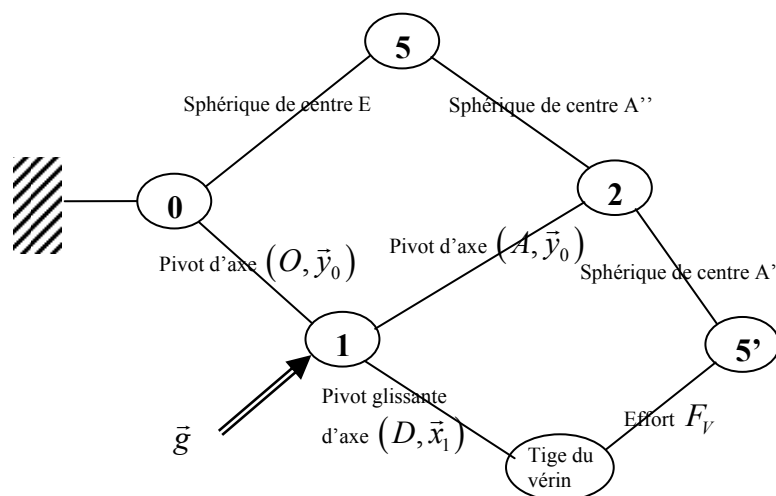 5
Sphérique de centre E
Sphérique de centre A’’
0
2
Pivot d’axe (O, y⃗₀)
Pivot d’axe (A, y⃗₀)
Sphérique de centre A’
1
5’
Pivot glissante
d’axe (D, x⃗₁)
Effort F_V
g⃗
Tige du
vérin